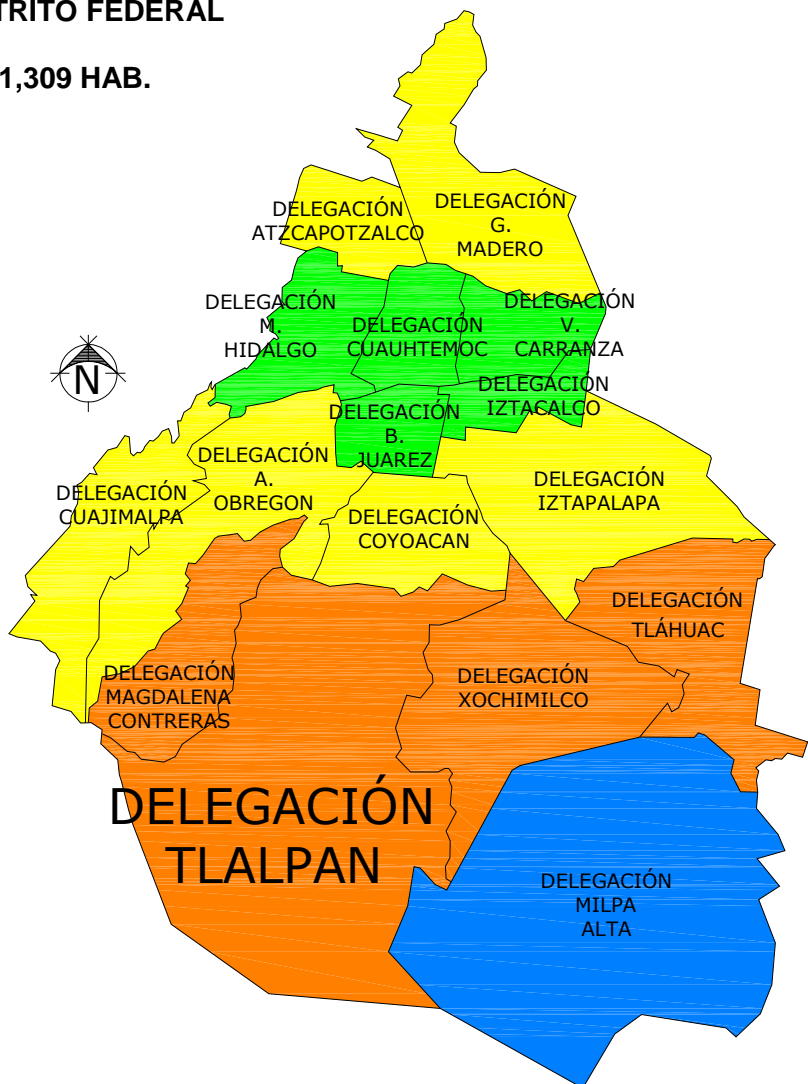 TRITO FEDERAL
1,309 HAB.
DELEGACIÓN
G.
MADERO
DELEGACIÓN
ATZCAPOTZALCO
DELEGACIÓN
M.
HIDALGO
DELEGACIÓN
CUAUHTEMOC
DELEGACIÓN
V.
CARRANZA
N
DELEGACIÓN
IZTACALCO
DELEGACIÓN
B.
JUAREZ
DELEGACIÓN
A.
OBREGON
DELEGACIÓN
IZTAPALAPA
DELEGACIÓN
CUAJIMALPA
DELEGACIÓN
COYOACAN
DELEGACIÓN
TLÁHUAC
DELEGACIÓN
MAGDALENA
CONTRERAS
DELEGACIÓN
XOCHIMILCO
DELEGACIÓN
TLALPAN
DELEGACIÓN
MILPA
ALTA